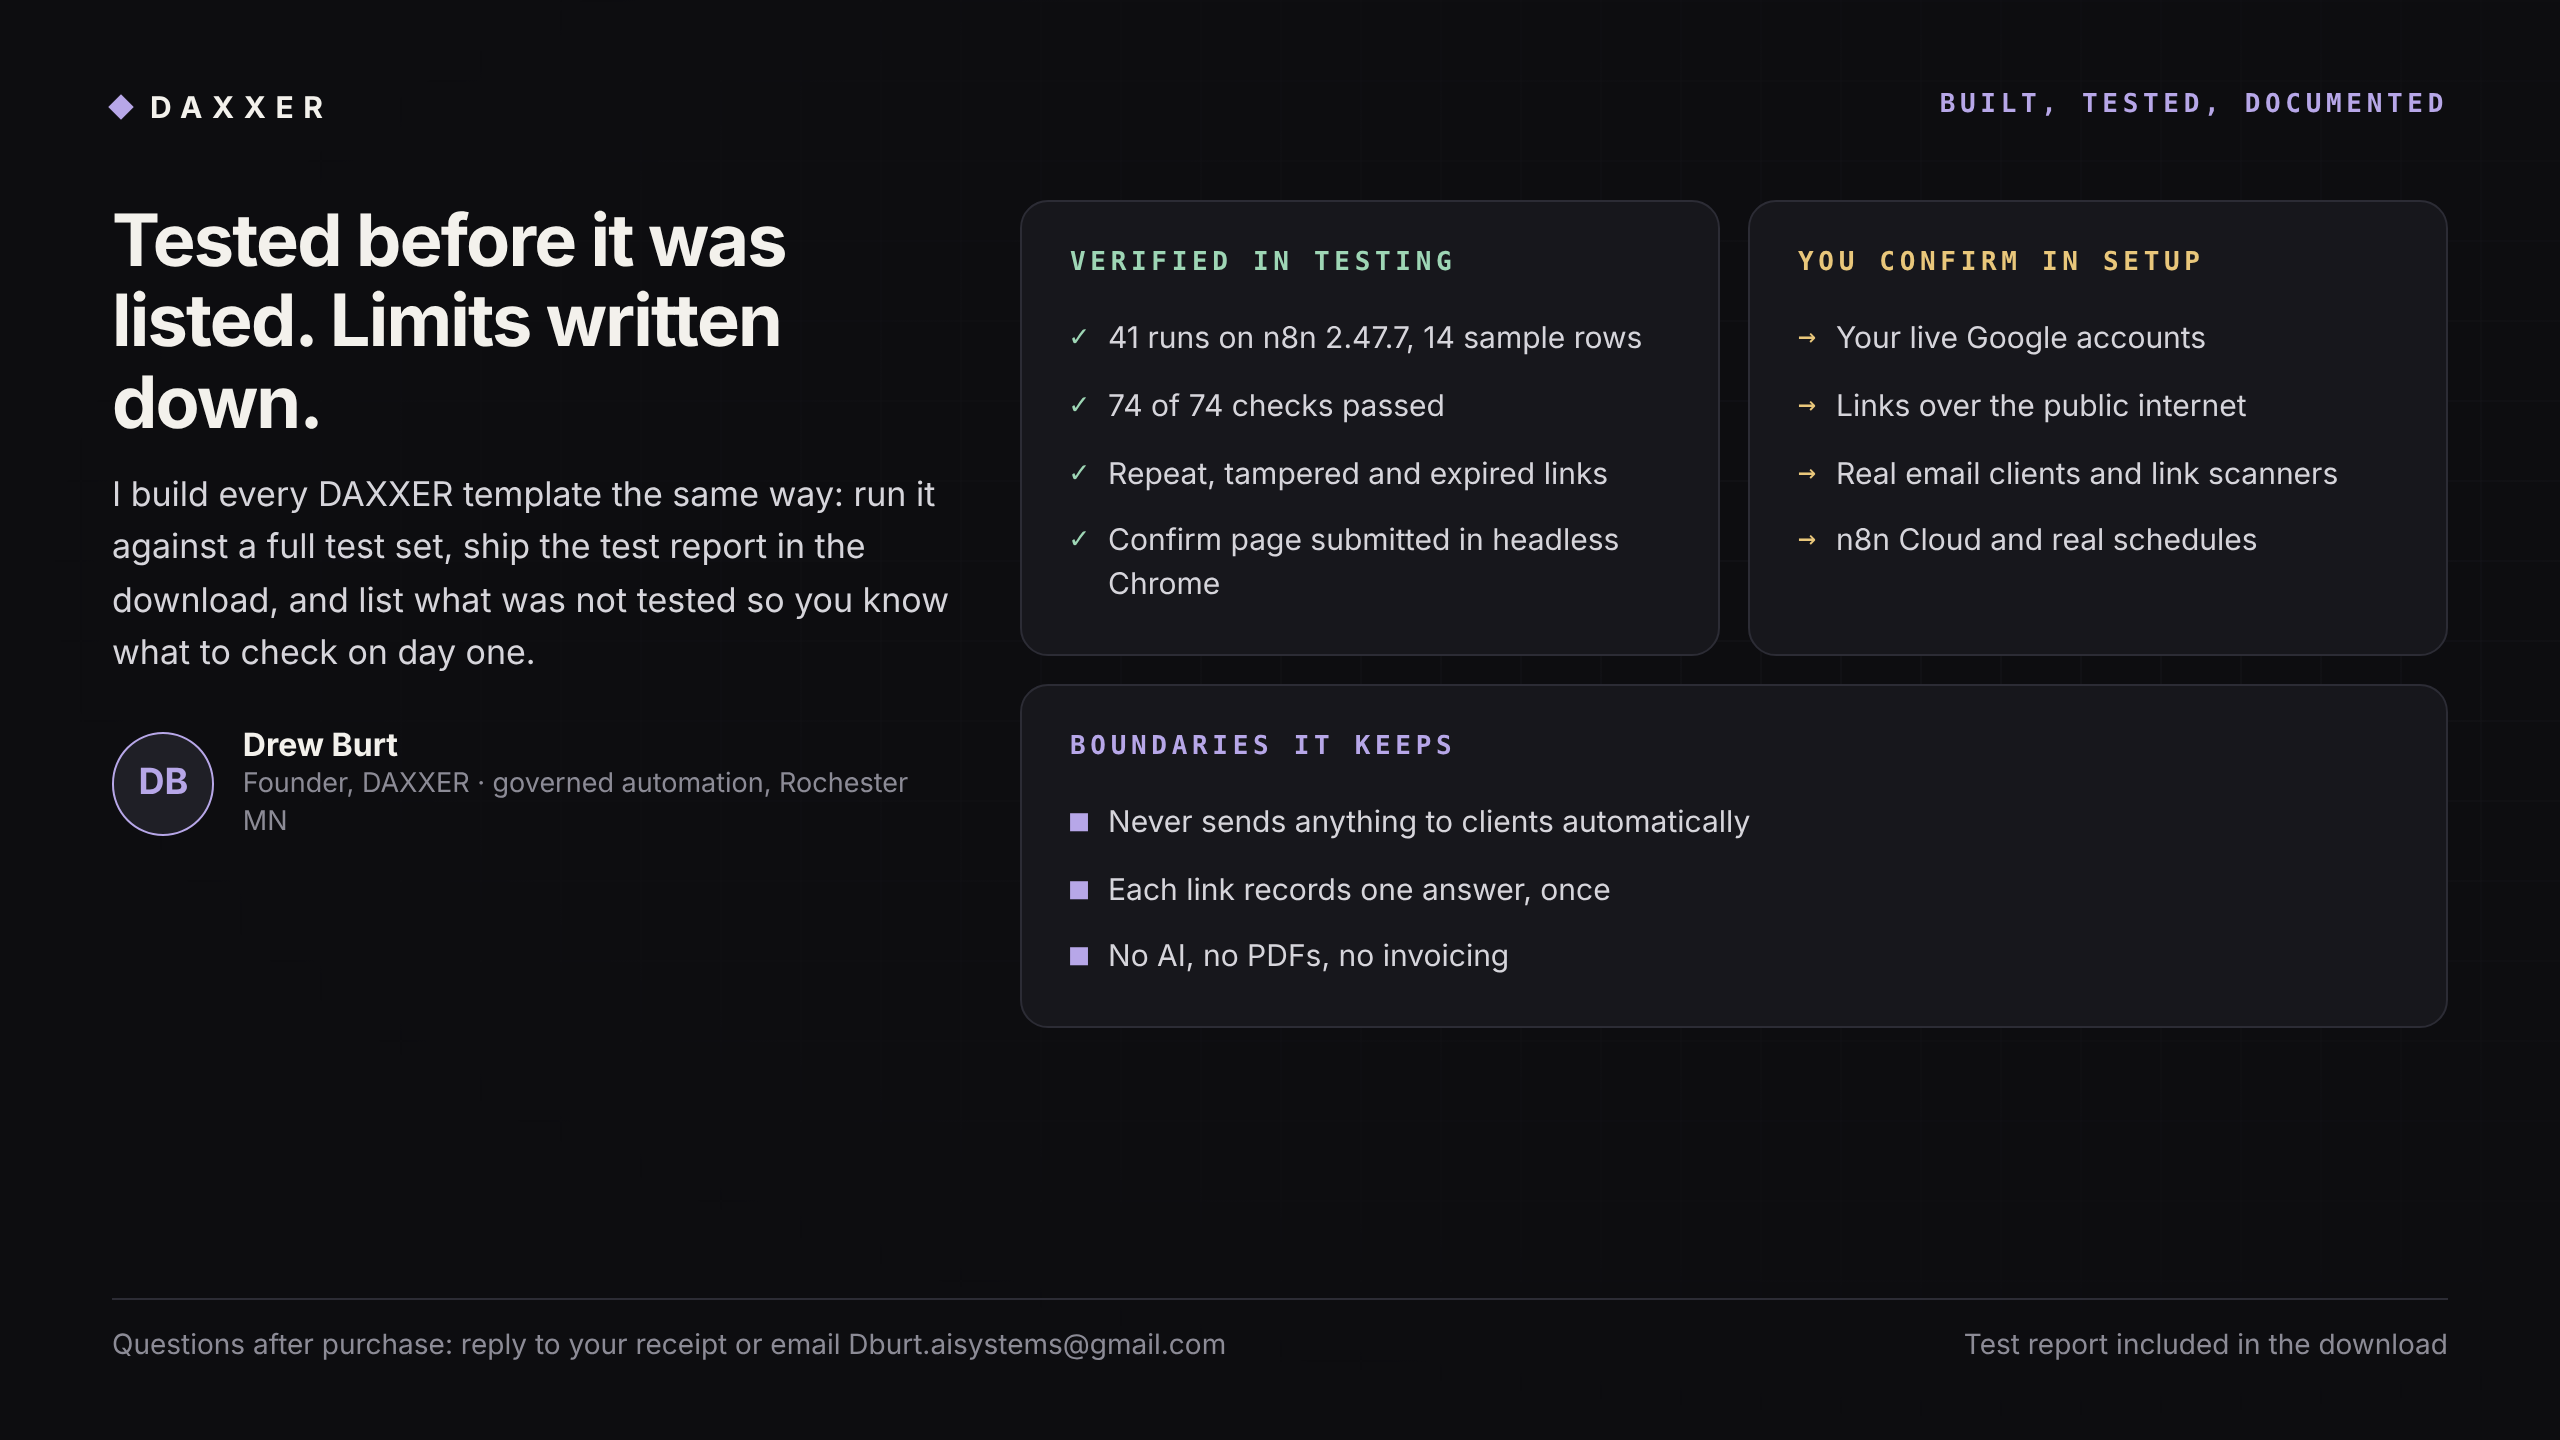 DAXXER
BUILT, TESTED, DOCUMENTED
Tested before it was
listed. Limits written
down.
I build every DAXXER template the same way: run it
against a full test set, ship the test report in the
download, and list what was not tested so you know
what to check on day one.
DB
Drew Burt
Founder, DAXXER · governed automation, Rochester
MN
VERIFIED IN TESTING
✓ 41 runs on n8n 2.47.7, 14 sample rows
✓ 74 of 74 checks passed
✓ Repeat, tampered and expired links
✓ Confirm page submitted in headless
Chrome
YOU CONFIRM IN SETUP
→ Your live Google accounts
→ Links over the public internet
→ Real email clients and link scanners
→ n8n Cloud and real schedules
BOUNDARIES IT KEEPS
■ Never sends anything to clients automatically
■ Each link records one answer, once
■ No AI, no PDFs, no invoicing
Questions after purchase: reply to your receipt or email Dburt.aisystems@gmail.com
Test report included in the download